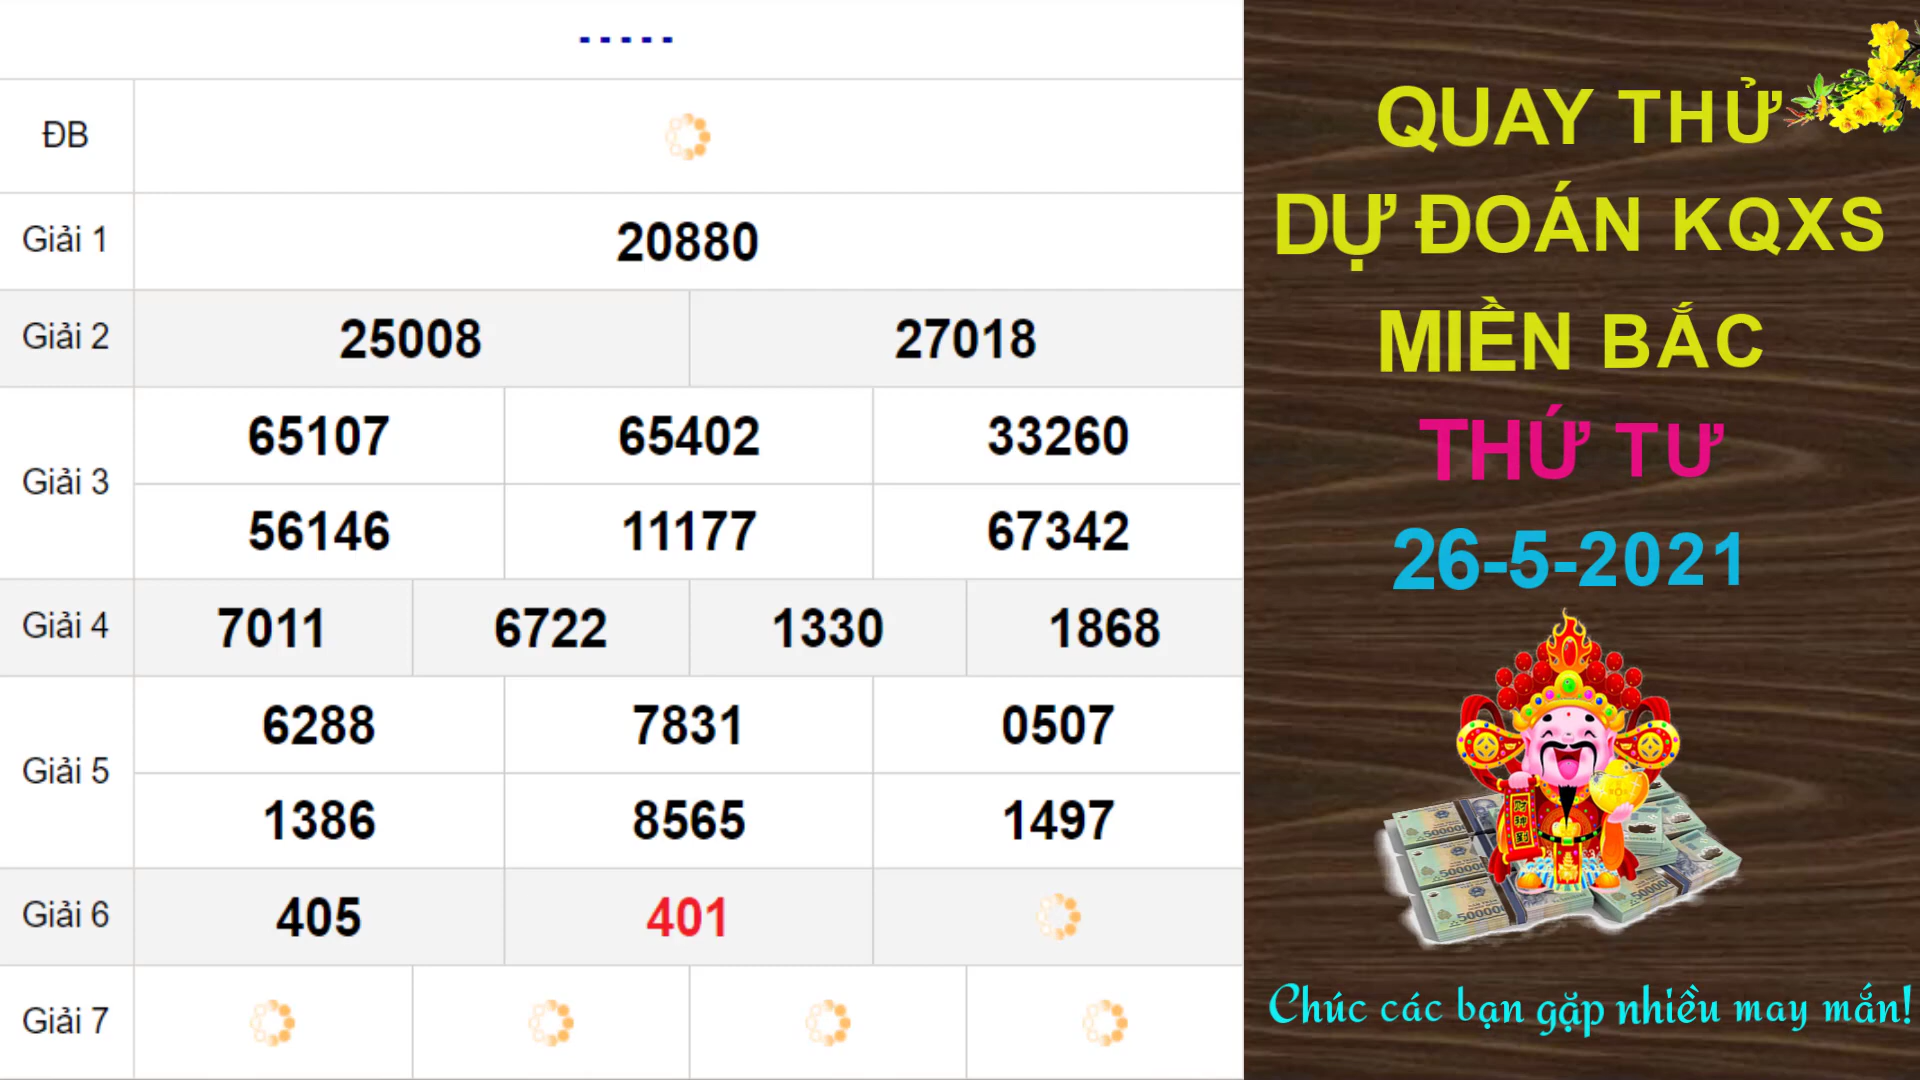 -----
ĐB
Giải 1
20880
Giải 2
25008 27018
Giải 3
65107 65402 33260
56146 11177 67342
Giải 4
7011 6722 1330 1868
Giải 5
6288 7831 0507
1386 8565 1497
Giải 6
405 401
Giải 7
QUAY THỬ
DỰ ĐOÁN KQXS
MIỀN BẮC
THỨ TƯ
26-5-2021
Chúc các bạn gặp nhiều may mắn!